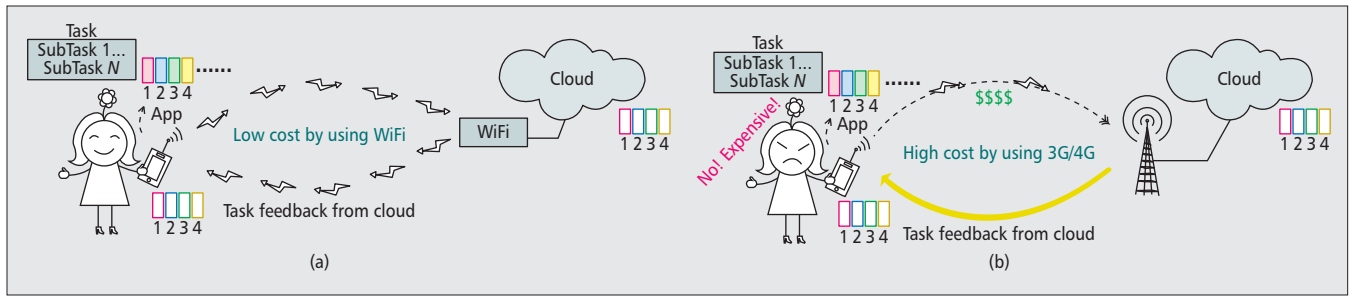 Task
SubTask 1...
SubTask N
......
1 2 3 4
App
Low cost by using WiFi
WiFi
Cloud
1 2 3 4
1 2 3 4
Task feedback from cloud
(a)
Task
SubTask 1...
SubTask N
......
1 2 3 4
No! Expensive!
App
$$$$
High cost by using 3G/4G
Cloud
1 2 3 4
1 2 3 4
Task feedback from cloud
(b)